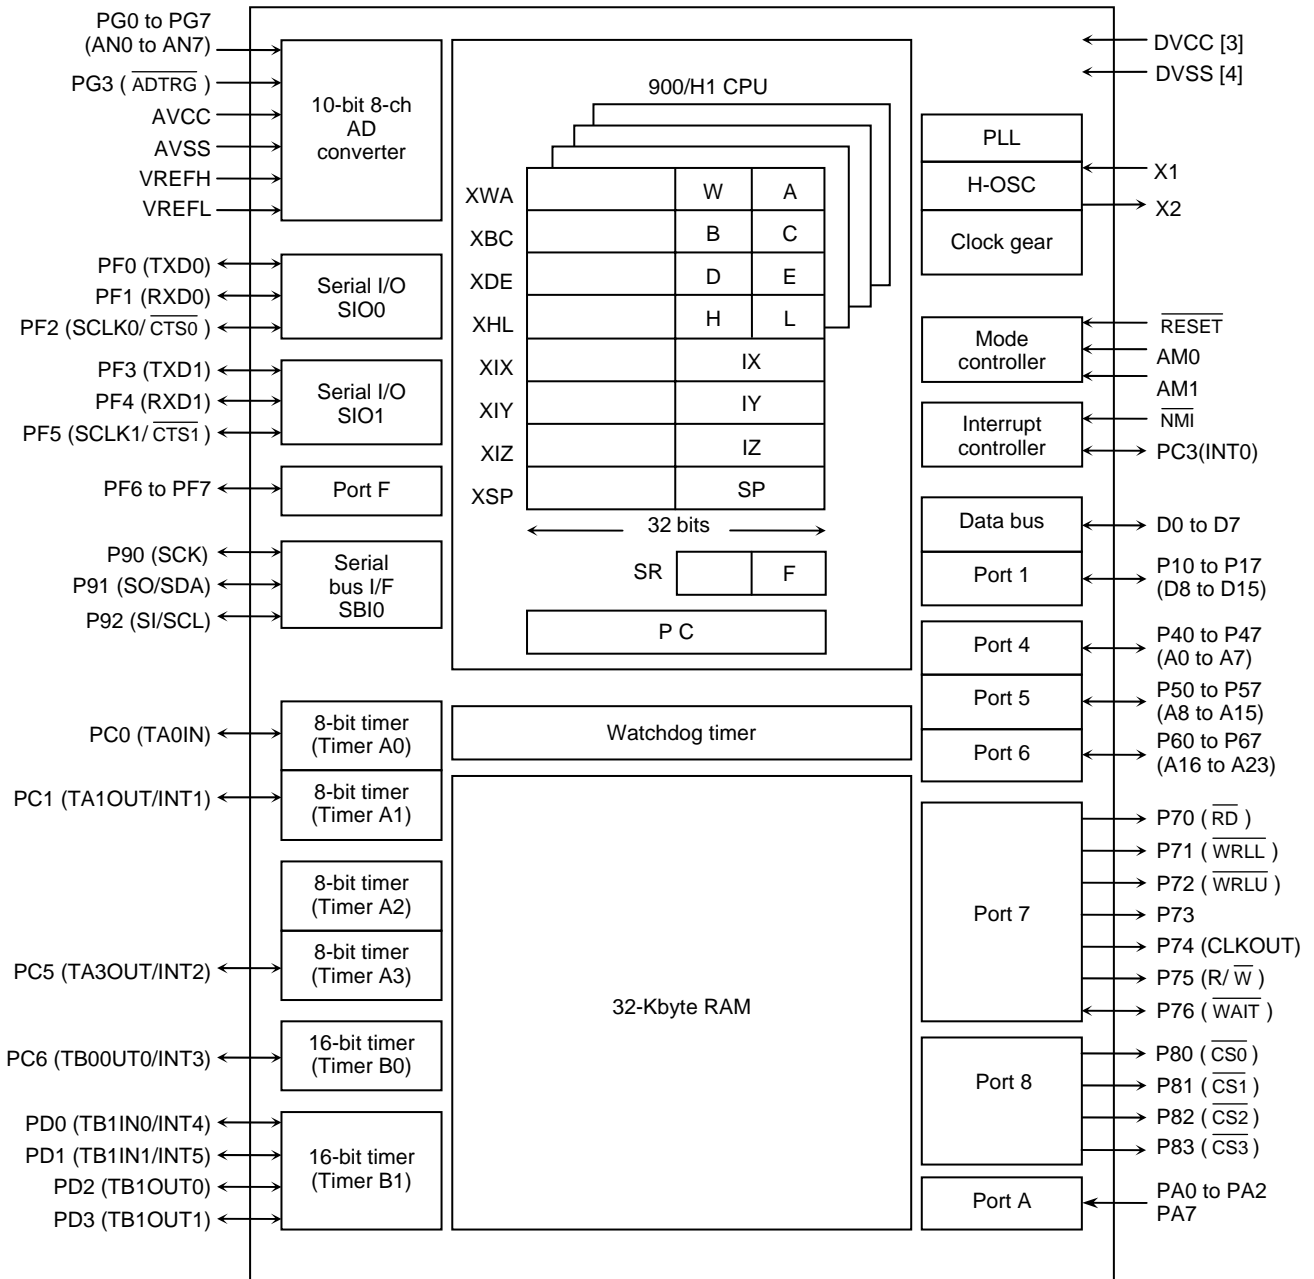 PG0 to PG7
(AN0 to AN7)
PG3 ( ADTRG )
AVCC
AVSS
VREFH
VREFL
10-bit 8-ch
AD
converter
PF0 (TXD0)
PF1 (RXD0)
PF2 (SCLK0/ CTS0 )
Serial I/O
SIO0
PF3 (TXD1)
PF4 (RXD1)
PF5 (SCLK1/ CTS1 )
Serial I/O
SIO1
PF6 to PF7
Port F
P90 (SCK)
P91 (SO/SDA)
P92 (SI/SCL)
Serial
bus I/F
SBI0
PC0 (TA0IN)
8-bit timer
(Timer A0)
PC1 (TA1OUT/INT1)
8-bit timer
(Timer A1)
8-bit timer
(Timer A2)
PC5 (TA3OUT/INT2)
8-bit timer
(Timer A3)
PC6 (TB00UT0/INT3)
16-bit timer
(Timer B0)
PD0 (TB1IN0/INT4)
PD1 (TB1IN1/INT5)
PD2 (TB1OUT0)
PD3 (TB1OUT1)
16-bit timer
(Timer B1)
900/H1 CPU
XWA W A
XBC B C
XDE D E
XHL H L
XIX IX
XIY IY
XIZ IZ
XSP SP
32 bits
SR F
P C
Watchdog timer
32-Kbyte RAM
DVCC [3]
DVSS [4]
PLL
H-OSC
Clock gear
X1
X2
Mode
controller
RESET
AM0
AM1
Interrupt
controller
NMI
PC3(INT0)
Data bus
D0 to D7
Port 1
P10 to P17
(D8 to D15)
Port 4
P40 to P47
(A0 to A7)
Port 5
P50 to P57
(A8 to A15)
Port 6
P60 to P67
(A16 to A23)
Port 7
P70 ( RD )
P71 ( WRLL )
P72 ( WRLU )
P73
P74 (CLKOUT)
P75 (R/ W )
P76 ( WAIT )
Port 8
P80 ( CS0 )
P81 ( CS1 )
P82 ( CS2 )
P83 ( CS3 )
Port A
PA0 to PA2
PA7